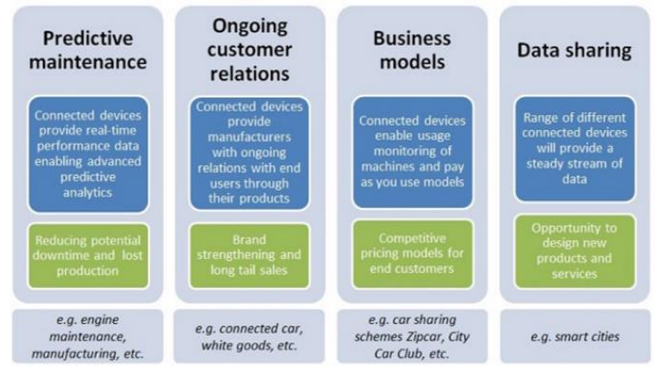 Predictive
maintenance
Connected devices
provide real-time
performance data
enabling advanced
predictive
analytics
Reducing potential
downtime and lost
production
e.g. engine
maintenance,
manufacturing, etc.
Ongoing
customer
relations
Connected devices
provide
manufacturers
with ongoing
relations with end
users through
their products
Brand
strengthening and
long tail sales
e.g. connected car,
white goods, etc.
Business
models
Connected devices
enable usage
monitoring of
machines and pay
as you use models
Competitive
pricing models for
end customers
e.g. car sharing
schemes Zipcar, City
Car Club, etc.
Data sharing
Range of different
connected devices
will provide a
steady stream of
data
Opportunity to
design new
products and
services
e.g. smart cities